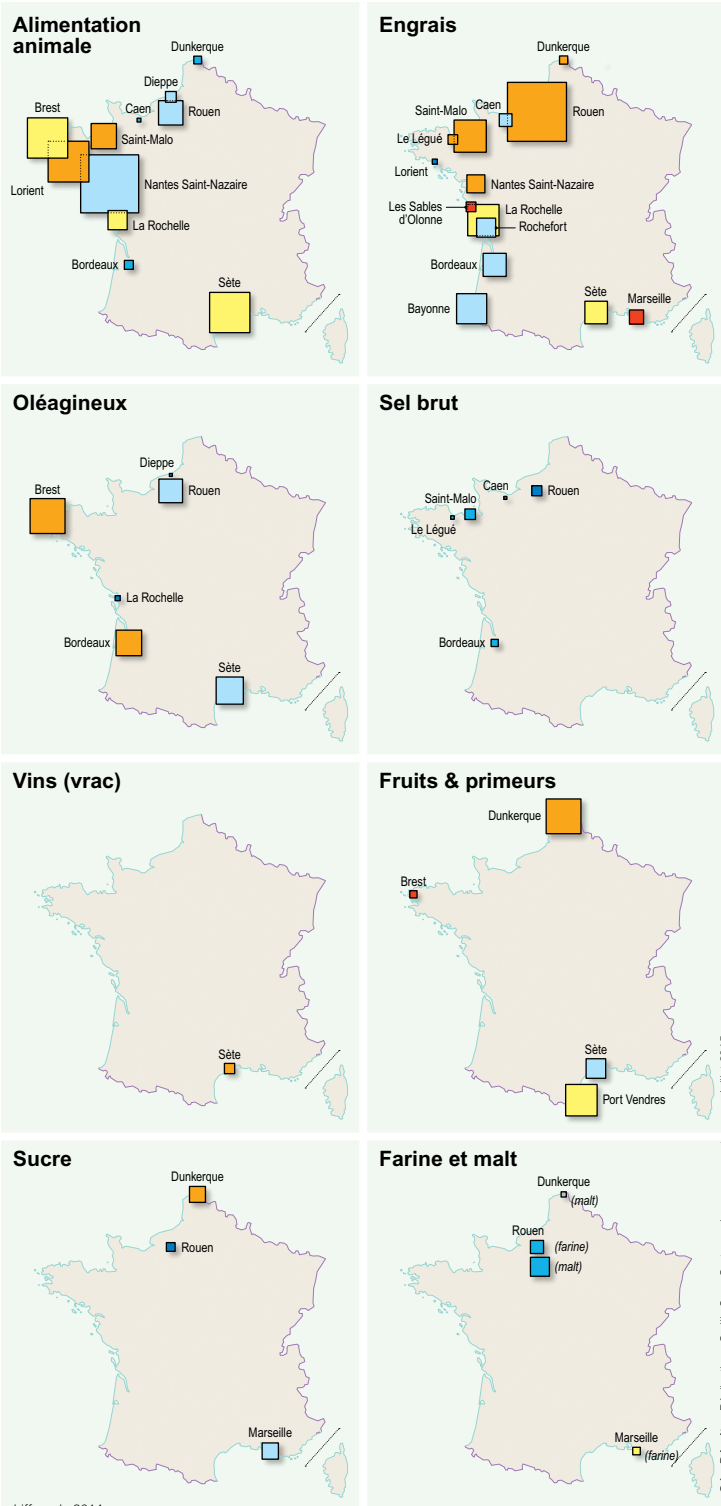 Alimentation
animale
Dunkerque
Dieppe
Caen
Rouen
Brest
Saint-Malo
Lorient
Nantes Saint-Nazaire
La Rochelle
Bordeaux
Sète
Engrais
Dunkerque
Caen
Rouen
Saint-Malo
Le Légué
Lorient
Nantes Saint-Nazaire
Les Sables
d'Olonne
La Rochelle
Rochefort
Bordeaux
Bayonne
Sète
Marseille
Oléagineux
Dieppe
Rouen
Brest
La Rochelle
Bordeaux
Sète
Sel brut
Caen
Rouen
Saint-Malo
Le Légué
Bordeaux
Vins (vrac)
Sète
Fruits & primeurs
Dunkerque
Brest
Sète
Port Vendres
Sucre
Dunkerque
Rouen
Marseille
Farine et malt
Dunkerque
(malt)
Rouen
(farine)
(malt)
Marseille
(farine)